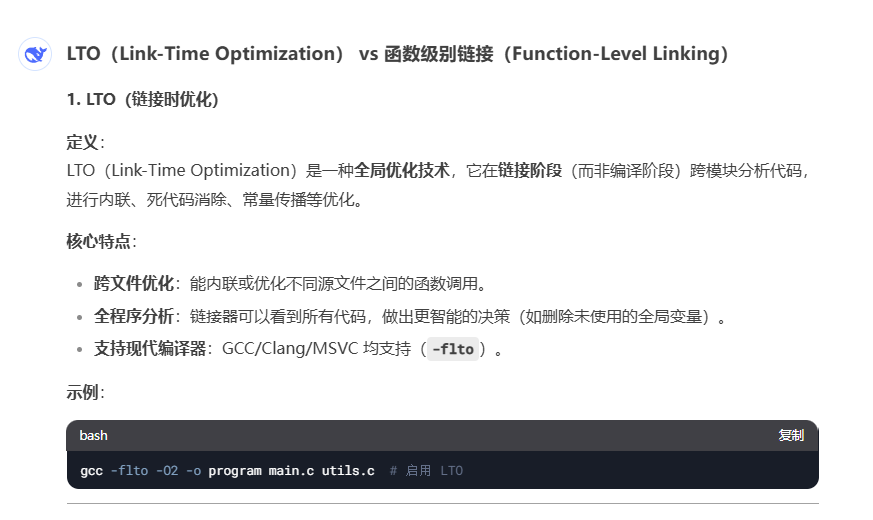 LTO（Link-Time Optimization） vs 函数级别链接（Function-Level Linking）
1. LTO（链接时优化）
定义：
LTO（Link-Time Optimization）是一种全局优化技术，它在链接阶段（而非编译阶段）跨模块分析代码，
进行内联、死代码消除、常量传播等优化。
核心特点：
• 跨文件优化：能内联或优化不同源文件之间的函数调用。
• 全程序分析：链接器可以看到所有代码，做出更智能的决策（如删除未使用的全局变量）。
• 支持现代编译器：GCC/Clang/MSVC 均支持（-flto）。
示例：
bash 复制
gcc -flto -O2 -o program main.c utils.c  # 启用 LTO